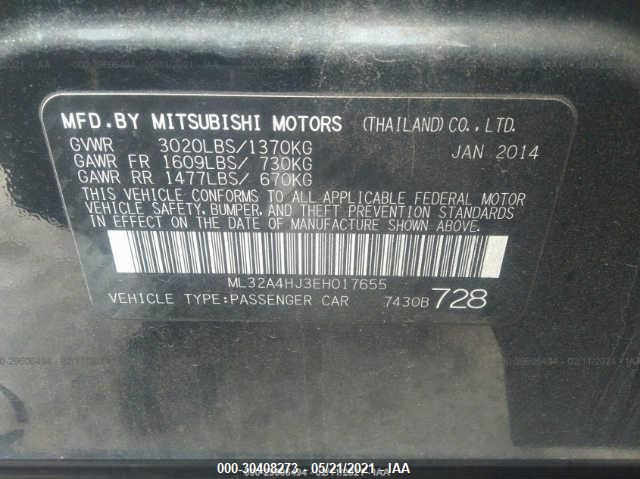 MFD.BY MITSUBISHI MOTORS (THAILAND)CO.,LTD.
GVWR 3020LBS/1370KG JAN 2014
GAWR FR 1609LBS/ 730KG
GAWR RR 1477LBS/ 670KG
THIS VEHICLE CONFORMS TO ALL APPLICABLE FEDERAL MOTOR
VEHICLE SAFETY, BUMPER, AND THEFT PREVENTION STANDARDS
IN EFFECT ON THE DATE OF MANUFACTURE SHOWN ABOVE.
ML32A4HJ3EH017655
VEHICLE TYPE:PASSENGER CAR 7430B 728
000-30408273 - 05/21/2021 - IAA